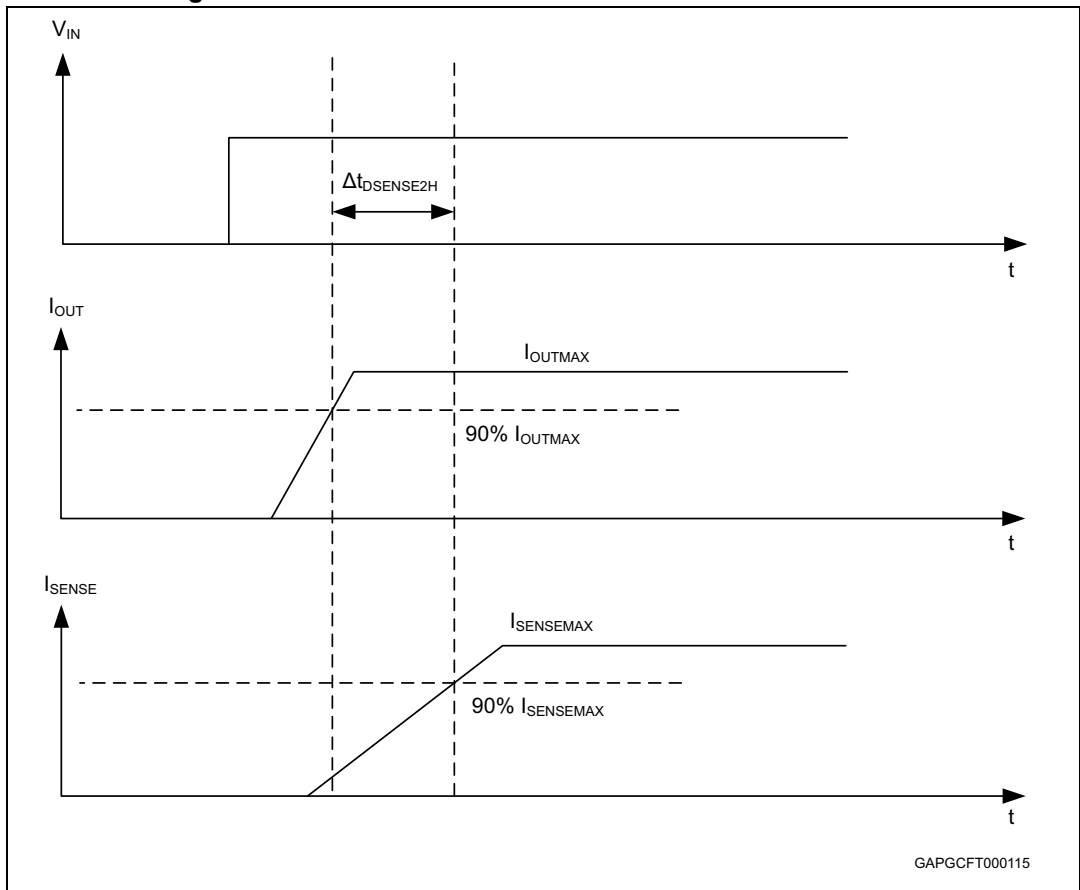 V_IN
Δt_DSENSE2H
t
I_OUT
I_OUTMAX
90% I_OUTMAX
t
I_SENSE
I_SENSEMAX
90% I_SENSEMAX
t
GAPGCFT000115